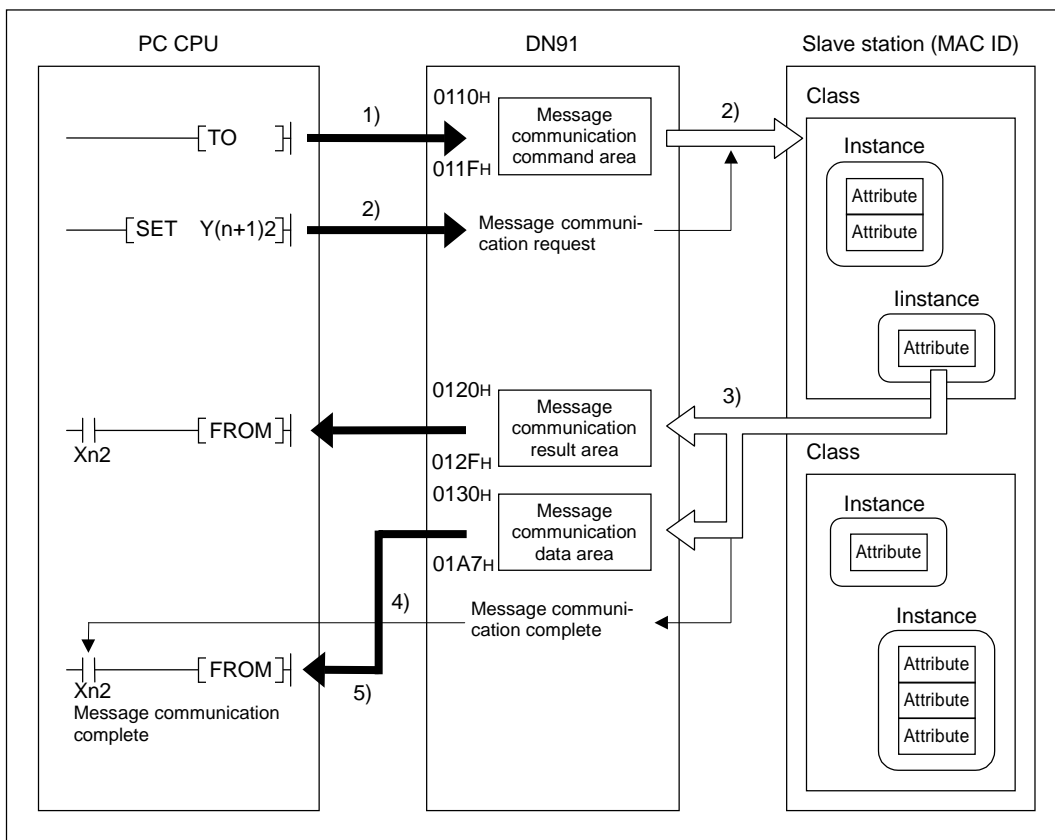 PC CPU
DN91
Slave station (MAC ID)
Class
Instance
Attribute
Attribute
Iinstance
Attribute
[TO ]
1)
0110H
Message
communication
command area
011FH
2)
[SET Y(n+1)2]
2)
Message communi-
cation request
Xn2
[FROM ]
0120H
Message
communication
result area
012FH
3)
0130H
Message
communication
data area
01A7H
4)
Message communi-
cation complete
Xn2
[FROM ]
5)
Message communication
complete
Class
Instance
Attribute
Instance
Attribute
Attribute
Attribute